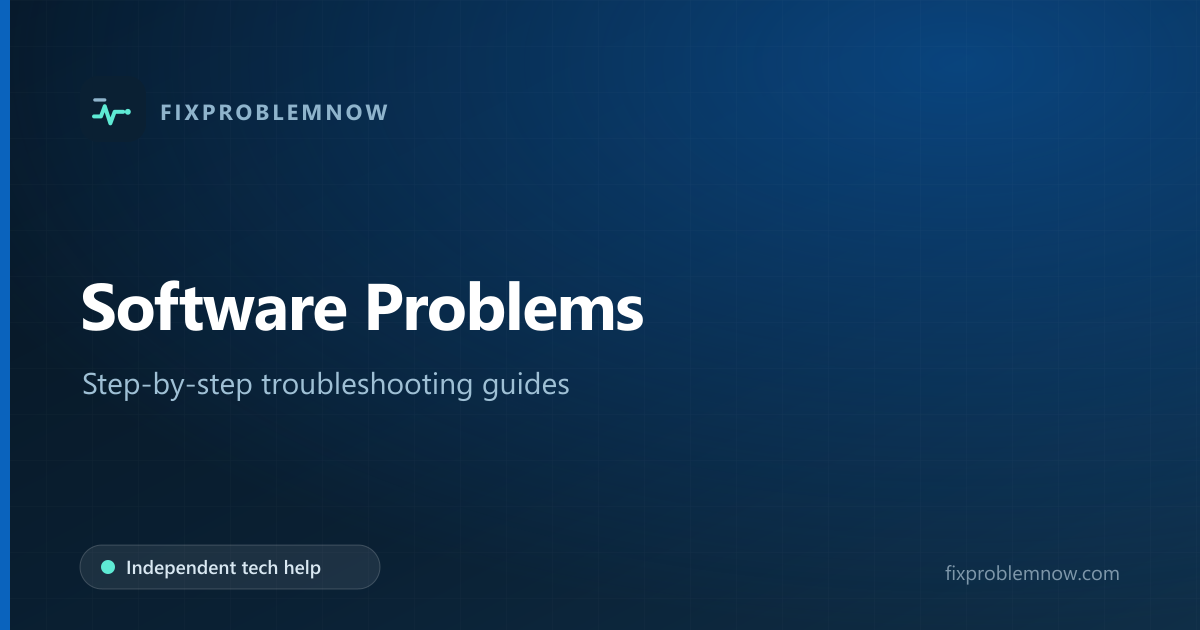 FIXPROBLEMNOW
Software Problems
Step-by-step troubleshooting guides
Independent tech help
fixproblemnow.com